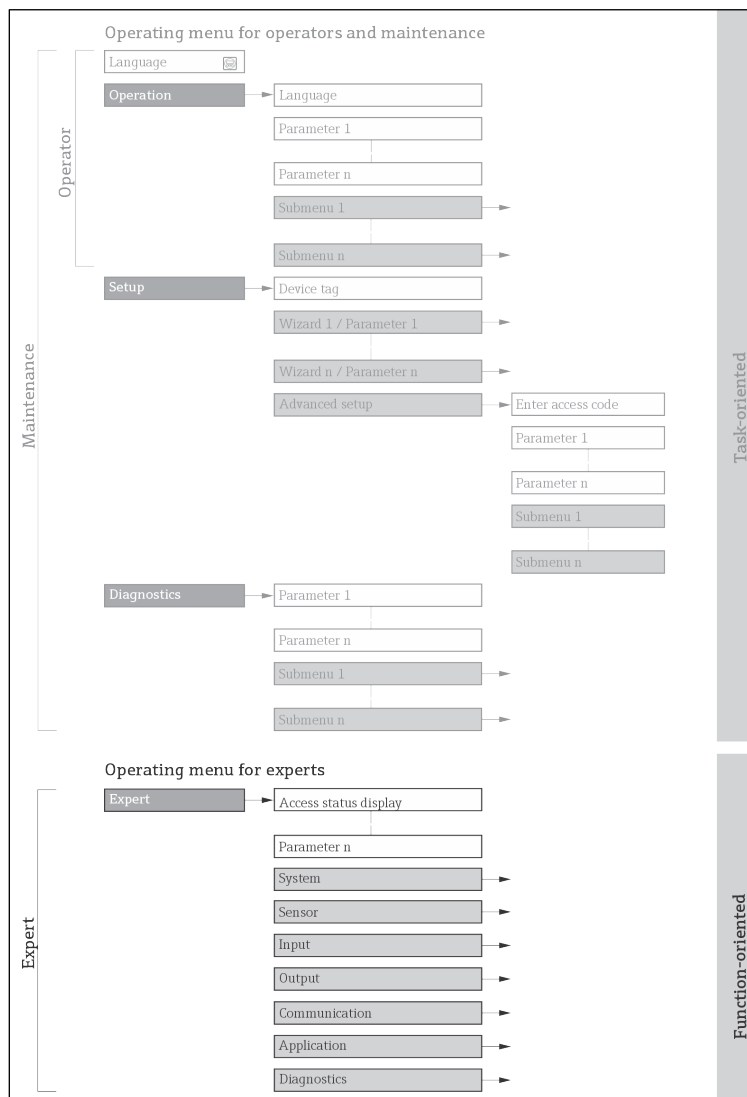 Operating menu for operators and maintenance
Language
Operation
Language
Parameter 1
Parameter n
Submenu 1
Submenu n
Operator
Setup
Device tag
Wizard 1 / Parameter 1
Wizard n / Parameter n
Advanced setup
Enter access code
Parameter 1
Parameter n
Submenu 1
Submenu n
Maintenance
Task-oriented
Diagnostics
Parameter 1
Parameter n
Submenu 1
Submenu n
Operating menu for experts
Expert
Access status display
Parameter n
System
Sensor
Input
Output
Communication
Application
Diagnostics
Expert
Function-oriented